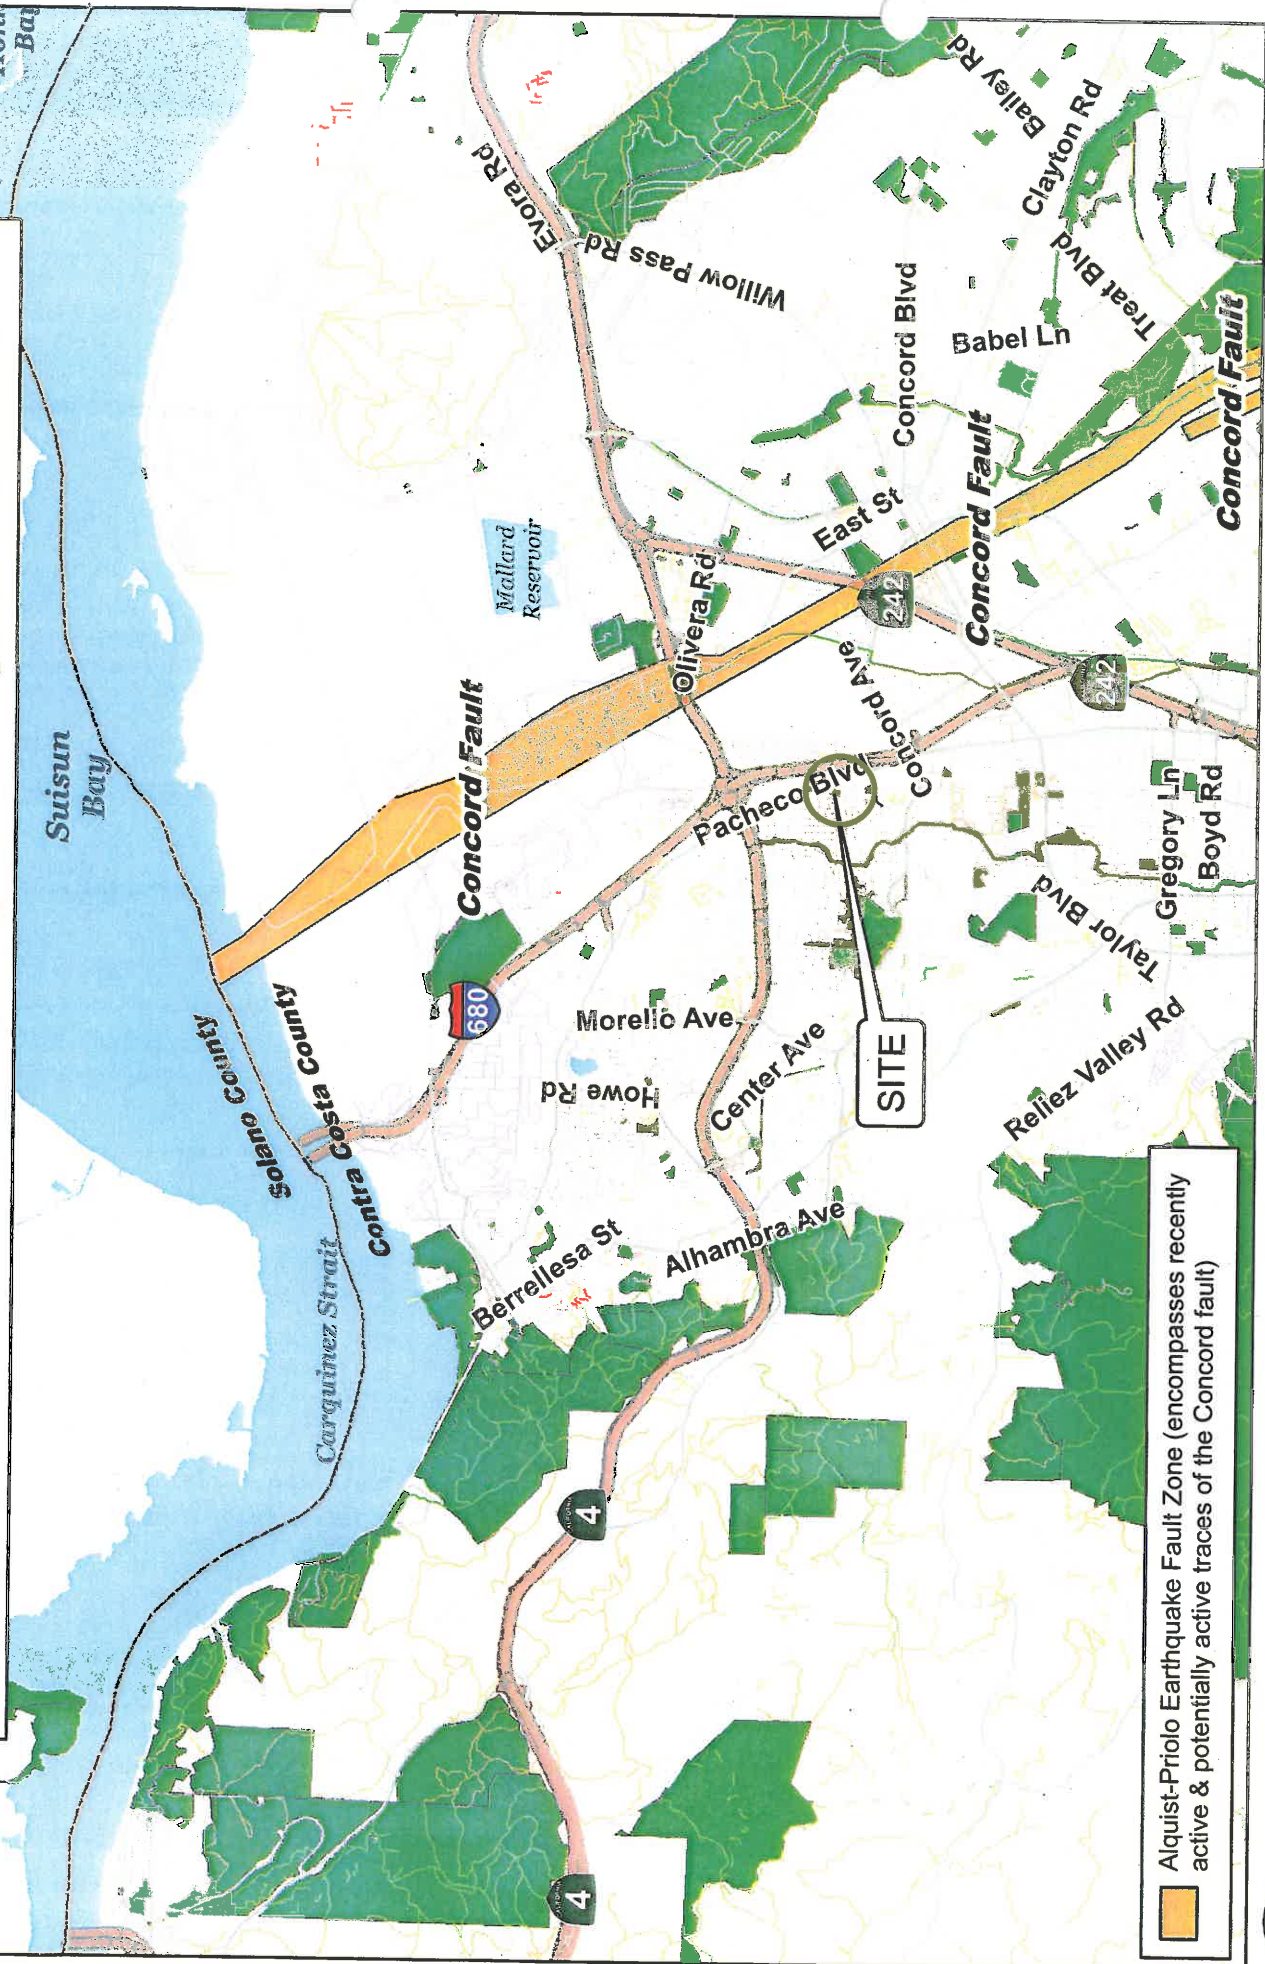 Suisun
Bay
Bay
Solano County
Contra Costa County
Carquinez Strait
Mallard
Reservoir
Concord Fault
Evora Rd
Willow Pass Rd
Bailey Rd
Clayton Rd
Treat Blvd
Concord Blvd
Babel Ln
East St
Olivera Rd
242
Concord Fault
Concord Fault
242
Concord Ave
Pacheco Blvd
680
Morello Ave
Howe Rd
Center Ave
SITE
Gregory Ln
Boyd Rd
Taylor Blvd
Reliez Valley Rd
Berrellesa St
Alhambra Ave
CALIFORNIA
4
4
Alquist-Priolo Earthquake Fault Zone (encompasses recently
active & potentially active traces of the Concord fault)